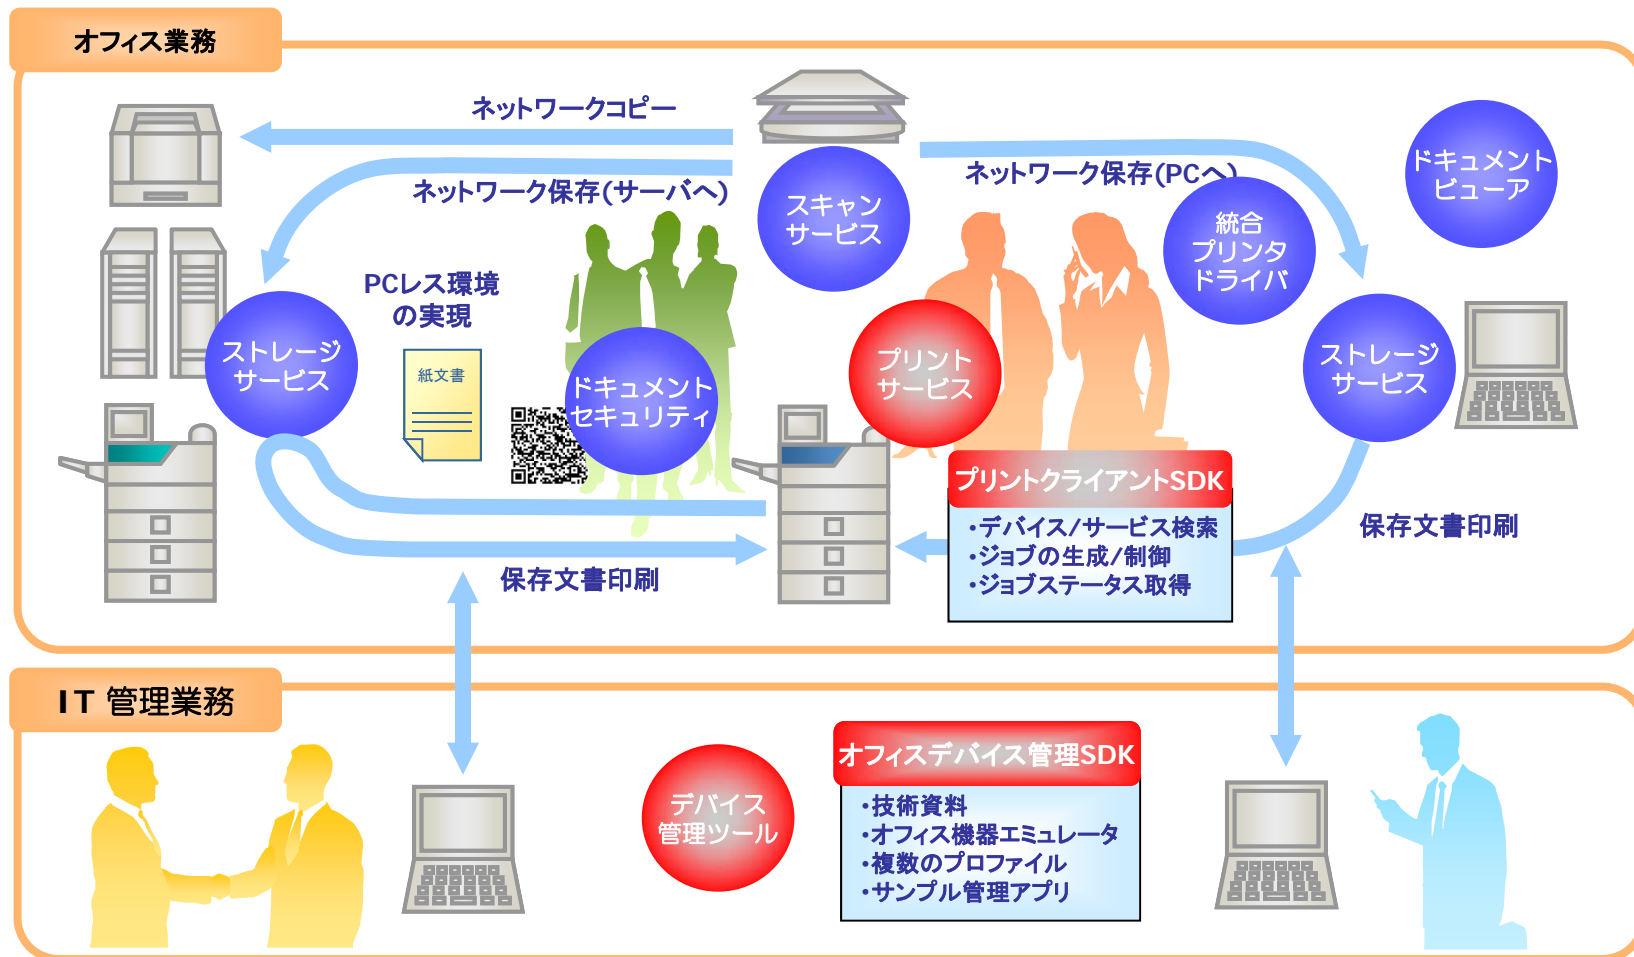 オフィス業務
ネットワークコピー
ネットワーク保存(サーバへ)
ネットワーク保存(PCへ)
スキャン
サービス
統合
プリンタ
ドライバ
ドキュメント
ビューア
PCレス環境
の実現
紙文書
ストレージ
サービス
ドキュメント
セキュリティ
プリント
サービス
ストレージ
サービス
プリントクライアントSDK
・デバイス/サービス検索
・ジョブの生成/制御
・ジョブステータス取得
保存文書印刷
保存文書印刷
IT 管理業務
デバイス
管理ツール
オフィスデバイス管理SDK
・技術資料
・オフィス機器エミュレータ
・複数のプロファイル
・サンプル管理アプリ